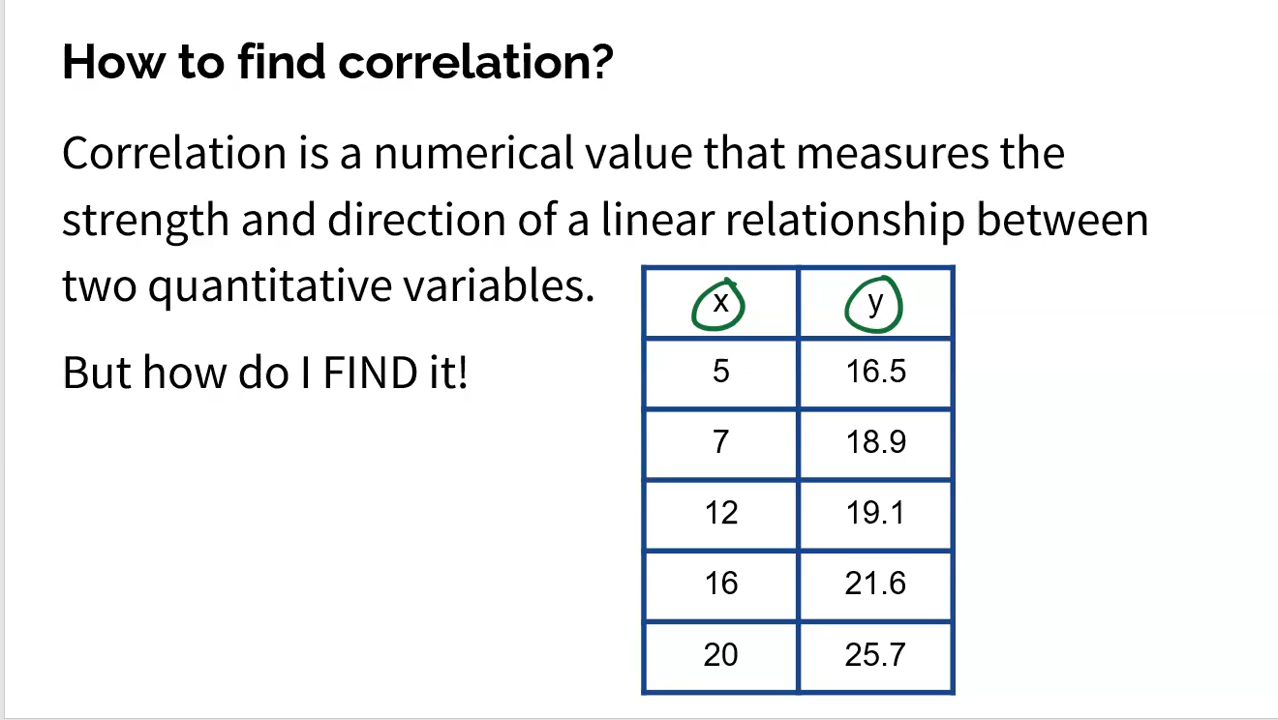 How to find correlation?
Correlation is a numerical value that measures the
strength and direction of a linear relationship between
two quantitative variables.
But how do I FIND it!
x y
5 16.5
7 18.9
12 19.1
16 21.6
20 25.7